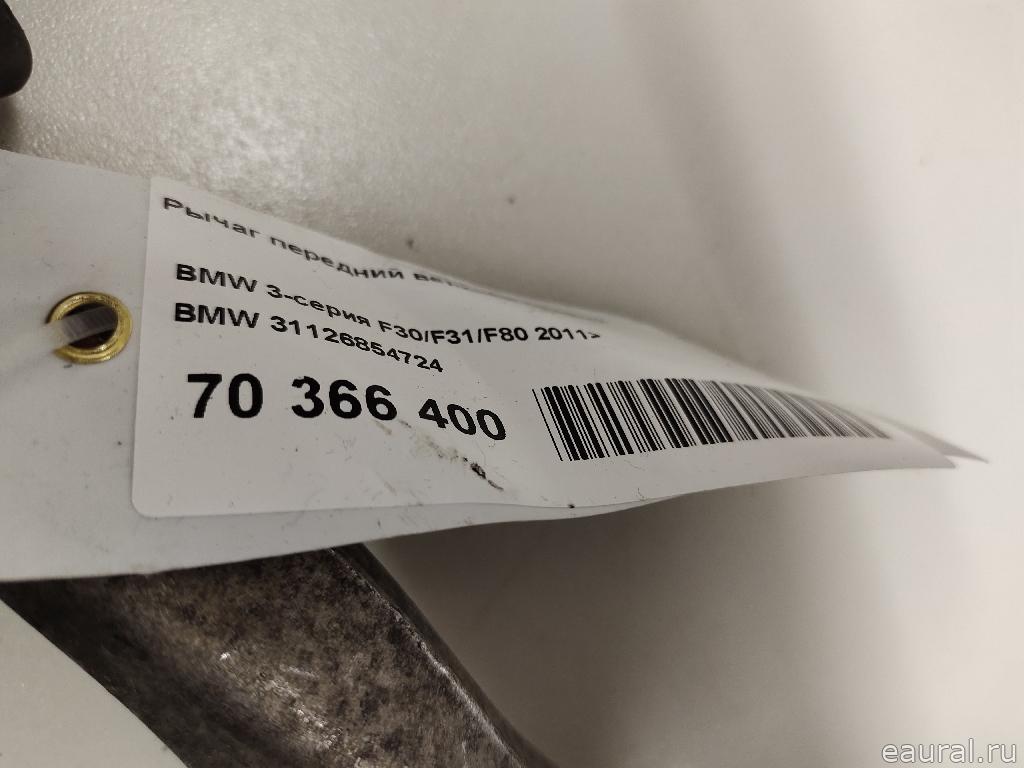 Рычаг передний
BMW 3-серия F30/F31/F80 2011>
BMW 31126854724
70 366 400
eaural.ru